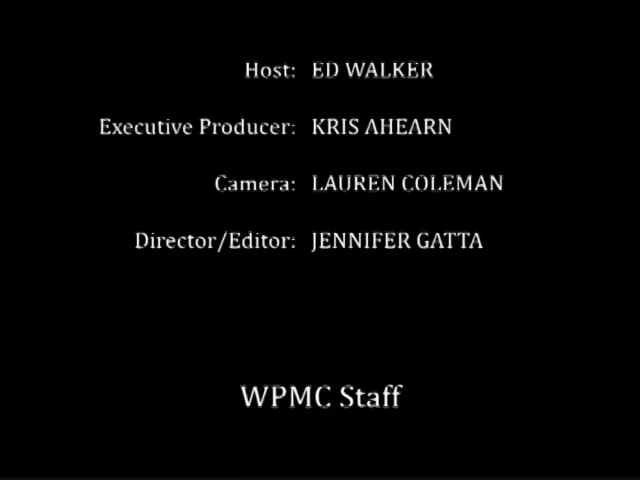 Host: ED WALKER
Executive Producer: KRIS AHEARN
Camera: LAUREN COLEMAN
Director/Editor: JENNIFER GATTA
WPMC Staff